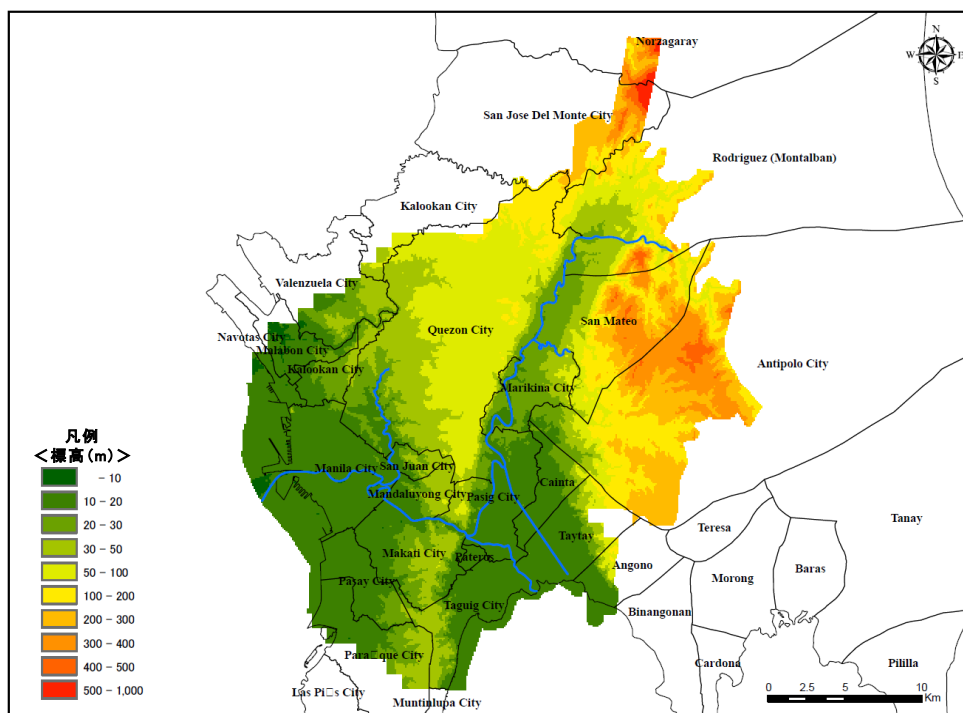 Norzagaray
N
W E
S
San Jose Del Monte City
Rodriguez (Montalban)
Kalookan City
Valenzuela City
Navotas City
Malabon City
Kalookan City
Quezon City
San Mateo
Antipolo City
Marikina City
凡例
<標高(m)>
- 10
10 - 20
20 - 30
30 - 50
50 - 100
100 - 200
200 - 300
300 - 400
400 - 500
500 - 1,000
Manila City
San Juan City
Mandaluyong City
Pasig City
Cainta
Makati City
Pateros
Taytay
Pasay City
Taguig City
Angono
Teresa
Tanay
Morong
Baras
Binangonan
Para□que City
Las Pi□s City
Muntinlupa City
Cardona
Pililla
0 2.5 5 10
Km